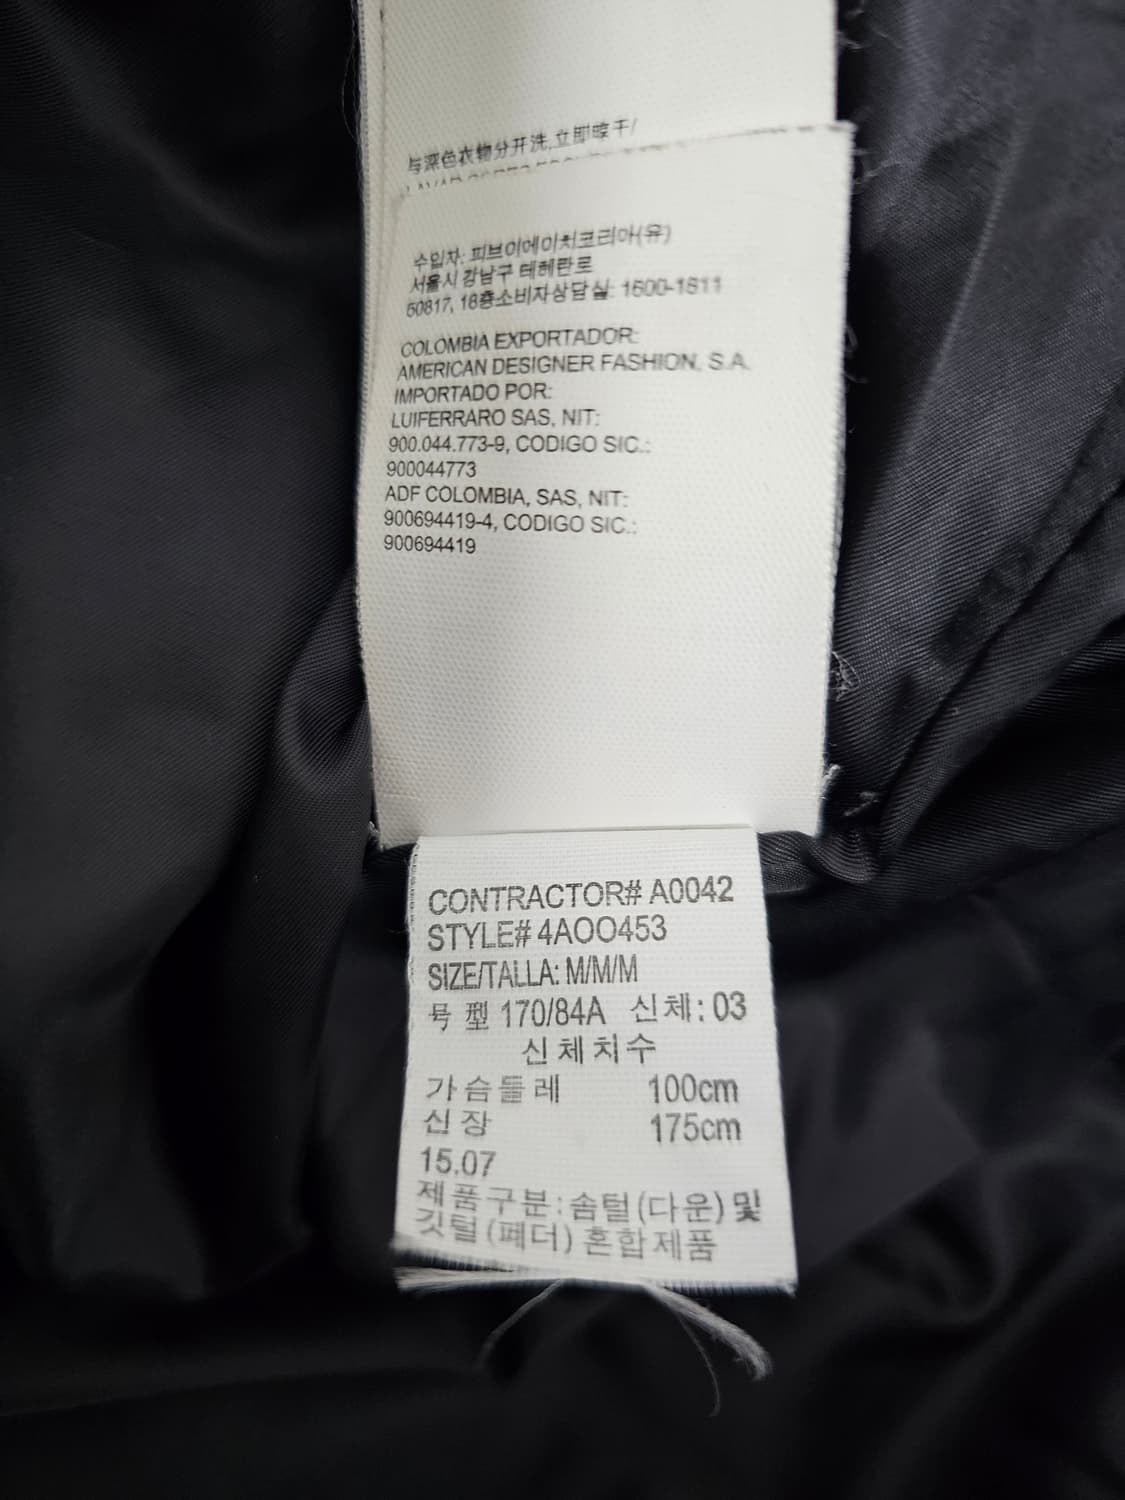 与深色衣物分开洗,立即晾干/
수입자: 피브이에이치코리아(유)
서울시 강남구 테헤란로
60817, 18층소비자상담실: 1600-1811
COLOMBIA EXPORTADOR:
AMERICAN DESIGNER FASHION, S.A.
IMPORTADO POR:
LUIFERRARO SAS, NIT:
900.044.773-9, CODIGO SIC.:
900044773
ADF COLOMBIA, SAS, NIT:
900694419-4, CODIGO SIC.:
900694419
CONTRACTOR# A0042
STYLE# 4AOO453
SIZE/TALLA: M/M/M
号 型 170/84A 신체: 03
신체치수
가슴둘레 100cm
신장 175cm
15.07
제품구분: 솜털(다운) 및
깃털(페더) 혼합제품